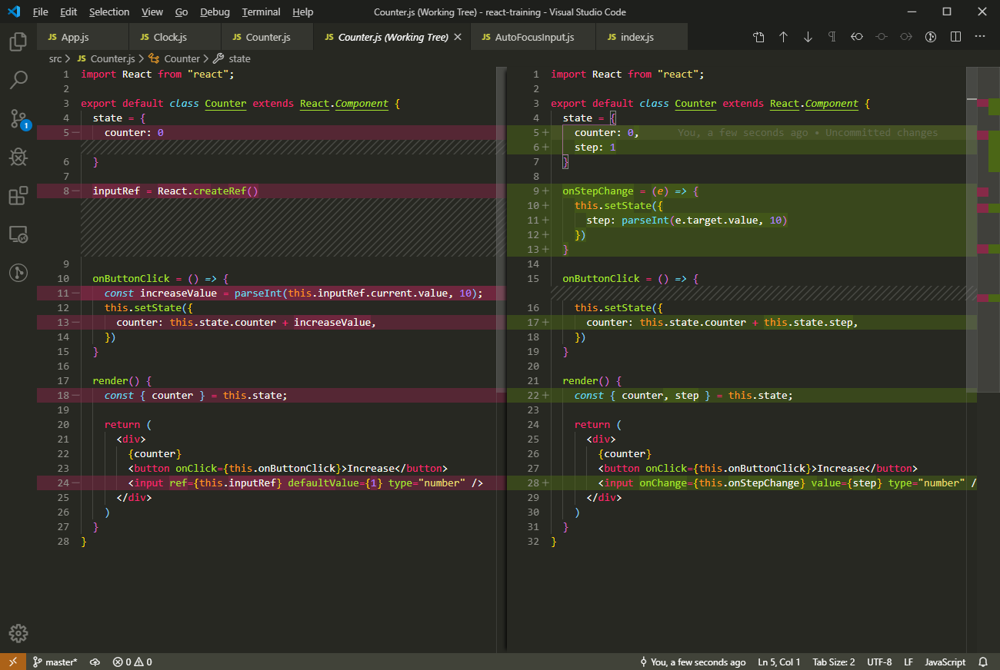 File Edit Selection View Go Debug Terminal Help Counter.js (Working Tree) - react-training - Visual Studio Code
JS App.js JS Clock.js JS Counter.js JS Counter.js (Working Tree) JS AutoFocusInput.js JS index.js
src > JS Counter.js > Counter > state
1 import React from "react";
2
3 export default class Counter extends React.Component {
4 state = {
5 − counter: 0
6 }
7
8 − inputRef = React.createRef()
9
10 onButtonClick = () => {
11 − const increaseValue = parseInt(this.inputRef.current.value, 10);
12 this.setState({
13 − counter: this.state.counter + increaseValue,
14 })
15 }
16
17 render() {
18 − const { counter } = this.state;
19
20 return (
21 <div>
22 {counter}
23 <button onClick={this.onButtonClick}>Increase</button>
24 − <input ref={this.inputRef} defaultValue={1} type="number" />
25 </div>
26 )
27 }
28 }
1 import React from "react";
2
3 export default class Counter extends React.Component {
4 state = {
5 + counter: 0, You, a few seconds ago • Uncommitted changes
6 + step: 1
7 }
8
9 + onStepChange = (e) => {
10 + this.setState({
11 + step: parseInt(e.target.value, 10)
12 + })
13 + }
14
15 onButtonClick = () => {
16 this.setState({
17 + counter: this.state.counter + this.state.step,
18 })
19 }
20
21 render() {
22 + const { counter, step } = this.state;
23
24 return (
25 <div>
26 {counter}
27 <button onClick={this.onButtonClick}>Increase</button>
28 + <input onChange={this.onStepChange} value={step} type="number" /
29 </div>
30 )
31 }
32 }
1
master* 0 0 You, a few seconds ago Ln 5, Col 1 Tab Size: 2 UTF-8 LF JavaScript